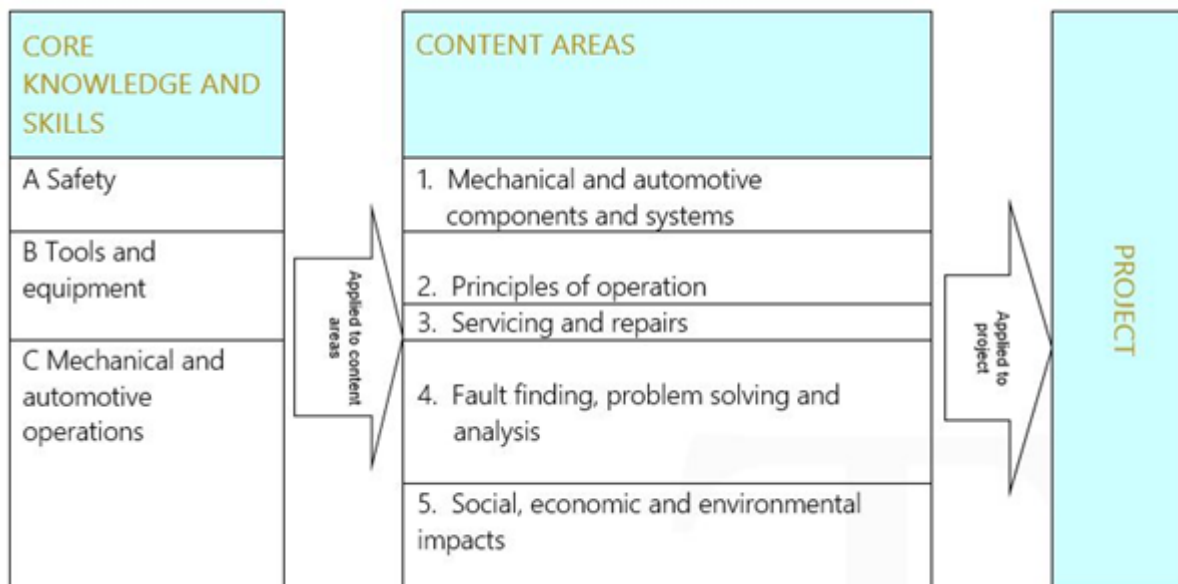 CORE
KNOWLEDGE AND
SKILLS
A Safety
B Tools and
equipment
C Mechanical and
automotive
operations
Applied to content
areas
CONTENT AREAS
1. Mechanical and automotive
components and systems
2. Principles of operation
3. Servicing and repairs
4. Fault finding, problem solving and
analysis
5. Social, economic and environmental
impacts
Applied to
project
PROJECT